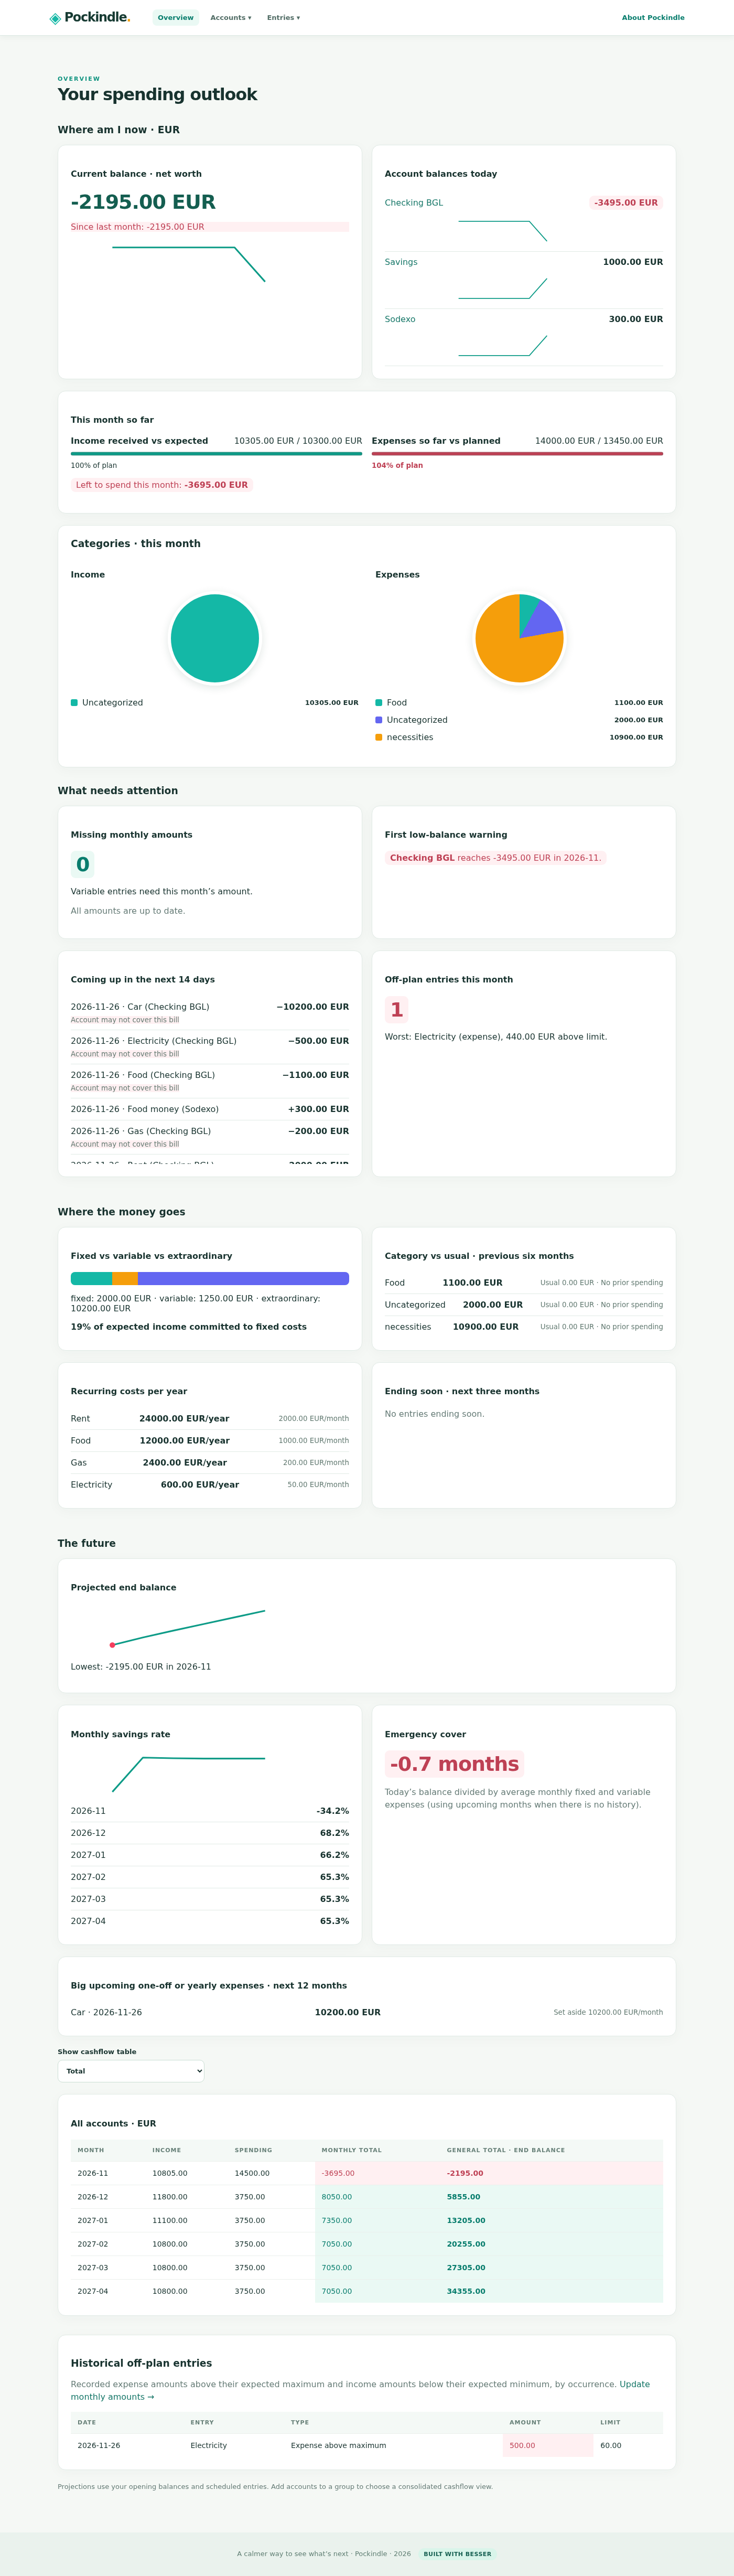 Pockindle.
Overview
Accounts ▾
Entries ▾
About Pockindle
OVERVIEW
Your spending outlook
Where am I now · EUR
Current balance · net worth
-2195.00 EUR
Since last month: -2195.00 EUR
Account balances today
Checking BGL -3495.00 EUR
Savings 1000.00 EUR
Sodexo 300.00 EUR
This month so far
Income received vs expected 10305.00 EUR / 10300.00 EUR
100% of plan
Expenses so far vs planned 14000.00 EUR / 13450.00 EUR
104% of plan
Left to spend this month: -3695.00 EUR
Categories · this month
Income
Uncategorized 10305.00 EUR
Expenses
Food 1100.00 EUR
Uncategorized 2000.00 EUR
necessities 10900.00 EUR
What needs attention
Missing monthly amounts
0
Variable entries need this month’s amount.
All amounts are up to date.
First low-balance warning
Checking BGL reaches -3495.00 EUR in 2026-11.
Coming up in the next 14 days
2026-11-26 · Car (Checking BGL) −10200.00 EUR
Account may not cover this bill
2026-11-26 · Electricity (Checking BGL) −500.00 EUR
Account may not cover this bill
2026-11-26 · Food (Checking BGL) −1100.00 EUR
Account may not cover this bill
2026-11-26 · Food money (Sodexo) +300.00 EUR
2026-11-26 · Gas (Checking BGL) −200.00 EUR
Account may not cover this bill
Off-plan entries this month
1
Worst: Electricity (expense), 440.00 EUR above limit.
Where the money goes
Fixed vs variable vs extraordinary
fixed: 2000.00 EUR · variable: 1250.00 EUR · extraordinary:
10200.00 EUR
19% of expected income committed to fixed costs
Category vs usual · previous six months
Food 1100.00 EUR Usual 0.00 EUR · No prior spending
Uncategorized 2000.00 EUR Usual 0.00 EUR · No prior spending
necessities 10900.00 EUR Usual 0.00 EUR · No prior spending
Recurring costs per year
Rent 24000.00 EUR/year 2000.00 EUR/month
Food 12000.00 EUR/year 1000.00 EUR/month
Gas 2400.00 EUR/year 200.00 EUR/month
Electricity 600.00 EUR/year 50.00 EUR/month
Ending soon · next three months
No entries ending soon.
The future
Projected end balance
Lowest: -2195.00 EUR in 2026-11
Monthly savings rate
2026-11 -34.2%
2026-12 68.2%
2027-01 66.2%
2027-02 65.3%
2027-03 65.3%
2027-04 65.3%
Emergency cover
-0.7 months
Today’s balance divided by average monthly fixed and variable
expenses (using upcoming months when there is no history).
Big upcoming one-off or yearly expenses · next 12 months
Car · 2026-11-26 10200.00 EUR Set aside 10200.00 EUR/month
Show cashflow table
Total
All accounts · EUR
MONTH INCOME SPENDING MONTHLY TOTAL GENERAL TOTAL · END BALANCE
2026-11 10805.00 14500.00 -3695.00 -2195.00
2026-12 11800.00 3750.00 8050.00 5855.00
2027-01 11100.00 3750.00 7350.00 13205.00
2027-02 10800.00 3750.00 7050.00 20255.00
2027-03 10800.00 3750.00 7050.00 27305.00
2027-04 10800.00 3750.00 7050.00 34355.00
Historical off-plan entries
Recorded expense amounts above their expected maximum and income amounts below their expected minimum, by occurrence. Update
monthly amounts →
DATE ENTRY TYPE AMOUNT LIMIT
2026-11-26 Electricity Expense above maximum 500.00 60.00
Projections use your opening balances and scheduled entries. Add accounts to a group to choose a consolidated cashflow view.
A calmer way to see what’s next · Pockindle · 2026 BUILT WITH BESSER